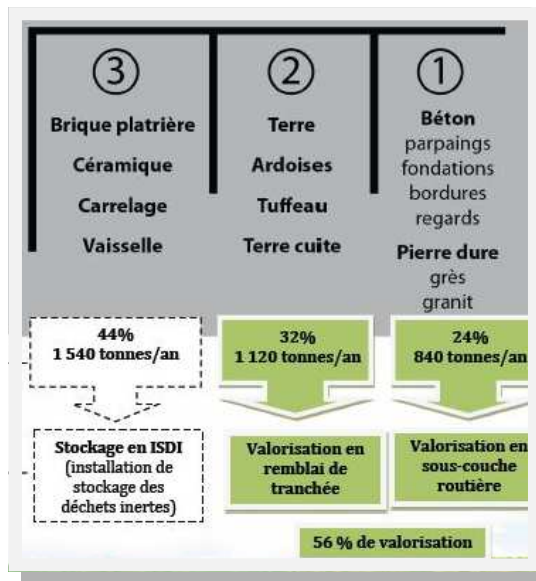 3
Brique platrière
Céramique
Carrelage
Vaisselle
44%
1 540 tonnes/an
Stockage en ISDI
(installation de
stockage des
déchets inertes)
2
Terre
Ardoises
Tuffeau
Terre cuite
32%
1 120 tonnes/an
Valorisation en
remblai de
tranchée
1
Béton
parpaings
fondations
bordures
regards
Pierre dure
grès
granit
24%
840 tonnes/an
Valorisation en
sous-couche
routière
56 % de valorisation